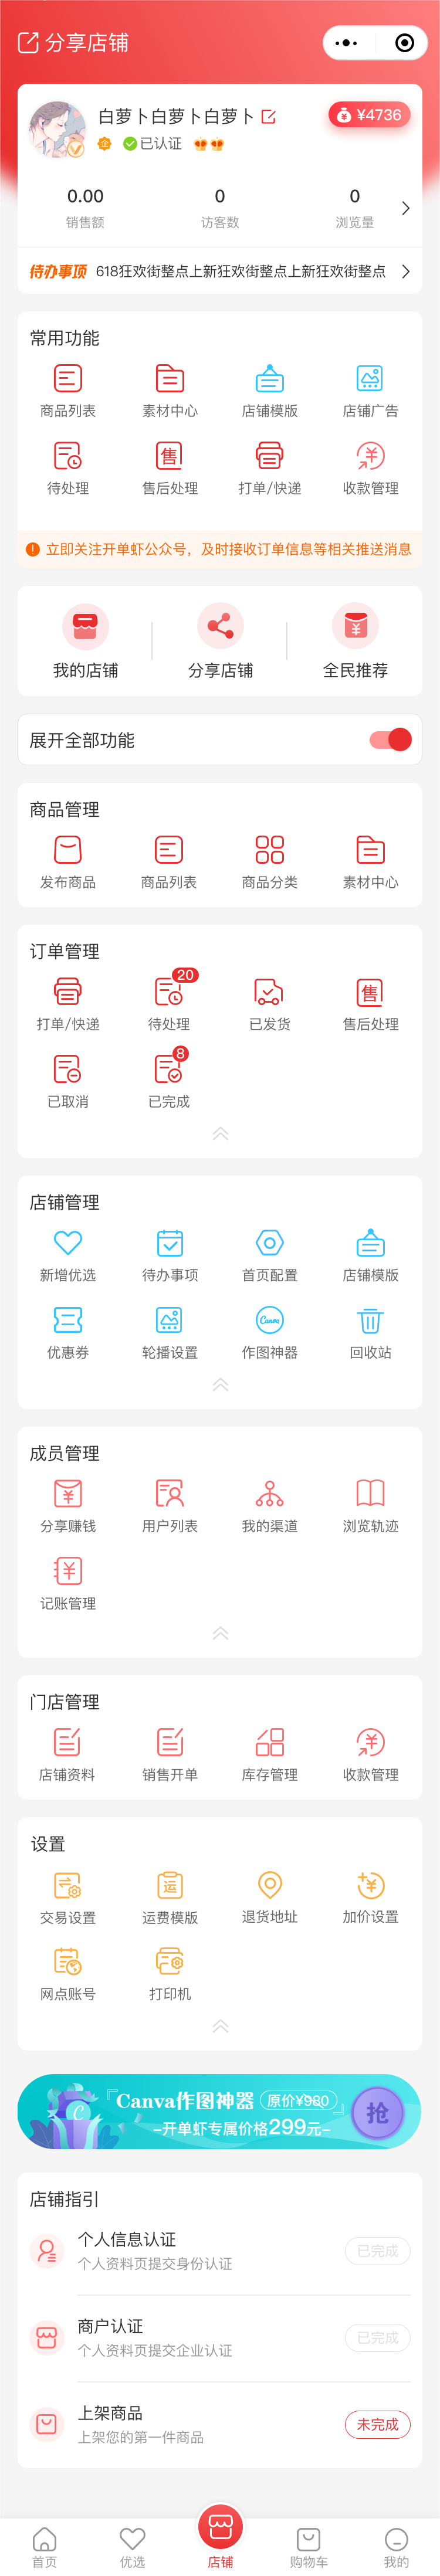 分享店铺
白萝卜白萝卜白萝卜
¥4736
企 已认证
0.00 0 0
销售额 访客数 浏览量
待办事项 618狂欢街整点上新狂欢街整点上新狂欢街整点
常用功能
商品列表 素材中心 店铺模版 店铺广告
售
待处理 售后处理 打单/快递 收款管理
立即关注开单虾公众号，及时接收订单信息等相关推送消息
我的店铺 分享店铺 全民推荐
展开全部功能
商品管理
发布商品 商品列表 商品分类 素材中心
订单管理
20
售
打单/快递 待处理 已发货 售后处理
8
已取消 已完成
店铺管理
新增优选 待办事项 首页配置 店铺模版
Canva
优惠券 轮播设置 作图神器 回收站
成员管理
分享赚钱 用户列表 我的渠道 浏览轨迹
记账管理
门店管理
店铺资料 销售开单 库存管理 收款管理
设置
运
交易设置 运费模版 退货地址 加价设置
网点账号 打印机
『Canva作图神器 原价¥980 』
–开单虾专属价格299元–
抢
店铺指引
个人信息认证
个人资料页提交身份认证
已完成
商户认证
个人资料页提交企业认证
已完成
上架商品
上架您的第一件商品
未完成
首页 优选 店铺 购物车 我的